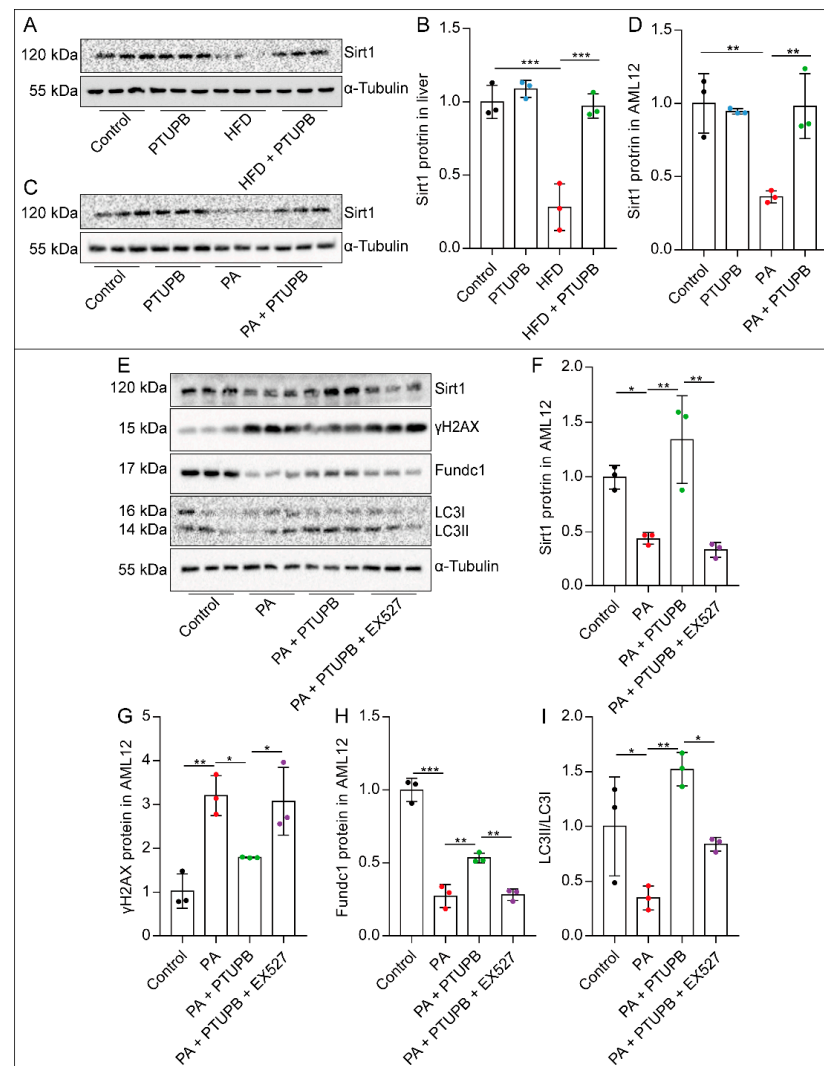 A
120 kDa
Sirt1
55 kDa
α-Tubulin
Control
PTUPB
HFD
HFD + PTUPB
B
Sirt1 protrin in liver
1.5
1.0
0.5
0.0
***
***
Control
PTUPB
HFD
HFD + PTUPB
D
Sirt1 protrin in AML12
1.5
1.0
0.5
0.0
**
**
Control
PTUPB
PA
PA + PTUPB
C
120 kDa
Sirt1
55 kDa
α-Tubulin
Control
PTUPB
PA
PA + PTUPB
E
120 kDa
Sirt1
15 kDa
γH2AX
17 kDa
Fundc1
16 kDa
LC3I
14 kDa
LC3II
55 kDa
α-Tubulin
Control
PA
PA + PTUPB
PA + PTUPB + EX527
F
Sirt1 protrin in AML12
2.0
1.5
1.0
0.5
0.0
*
**
**
Control
PA
PA + PTUPB
PA + PTUPB + EX527
G
γH2AX protein in AML12
5
4
3
2
1
0
**
*
*
Control
PA
PA + PTUPB
PA + PTUPB + EX527
H
Fundc1 protein in AML12
1.5
1.0
0.5
0.0
***
**
**
Control
PA
PA + PTUPB
PA + PTUPB + EX527
I
LC3II/LC3I
2.0
1.5
1.0
0.5
0.0
*
**
*
Control
PA
PA + PTUPB
PA + PTUPB + EX527